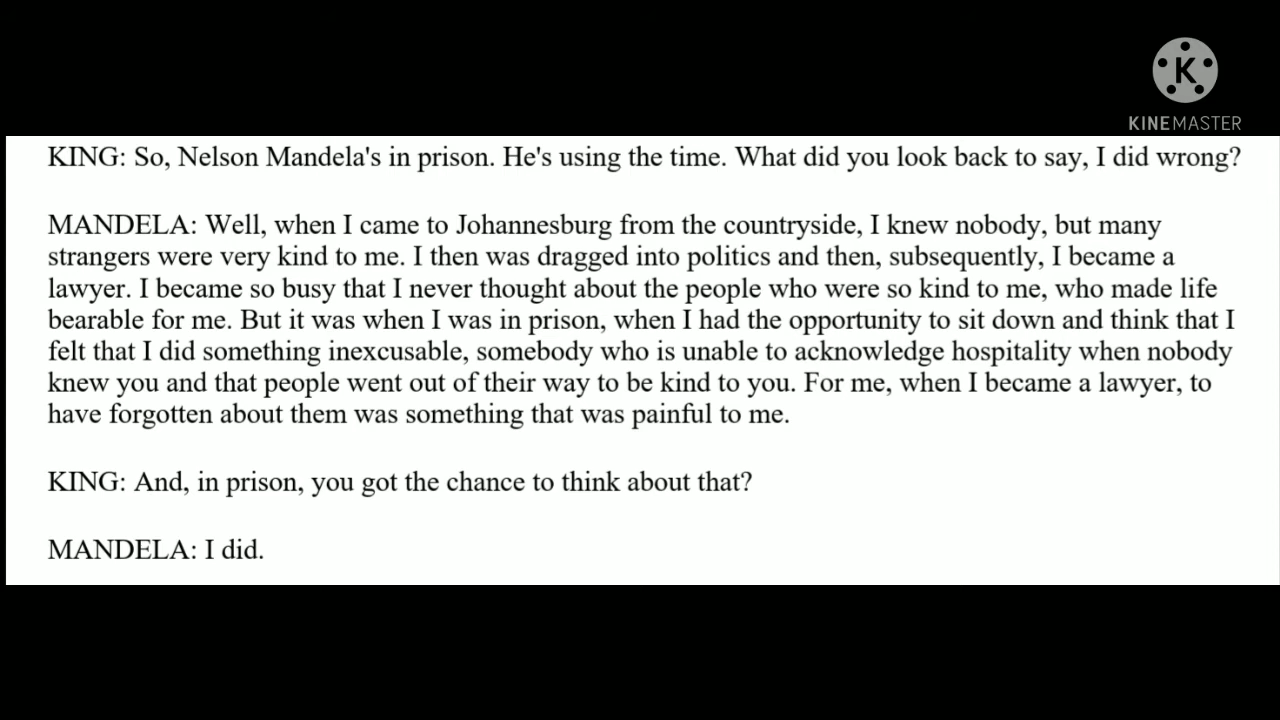 K
KINEMASTER
KING: So, Nelson Mandela's in prison. He's using the time. What did you look back to say, I did wrong?
MANDELA: Well, when I came to Johannesburg from the countryside, I knew nobody, but many
strangers were very kind to me. I then was dragged into politics and then, subsequently, I became a
lawyer. I became so busy that I never thought about the people who were so kind to me, who made life
bearable for me. But it was when I was in prison, when I had the opportunity to sit down and think that I
felt that I did something inexcusable, somebody who is unable to acknowledge hospitality when nobody
knew you and that people went out of their way to be kind to you. For me, when I became a lawyer, to
have forgotten about them was something that was painful to me.
KING: And, in prison, you got the chance to think about that?
MANDELA: I did.